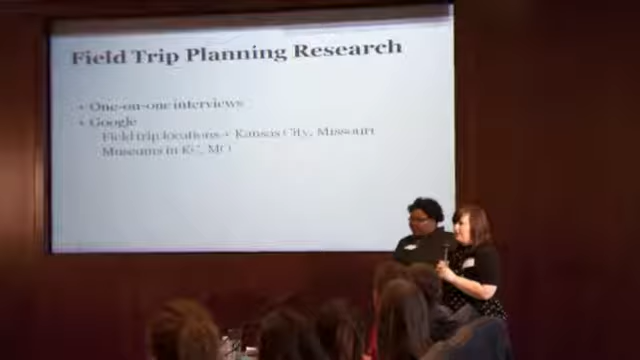 Field Trip Planning Research
• One-on-one interviews
• Google
Field trip locations + Kansas City, Missouri
Museums in KC, MO